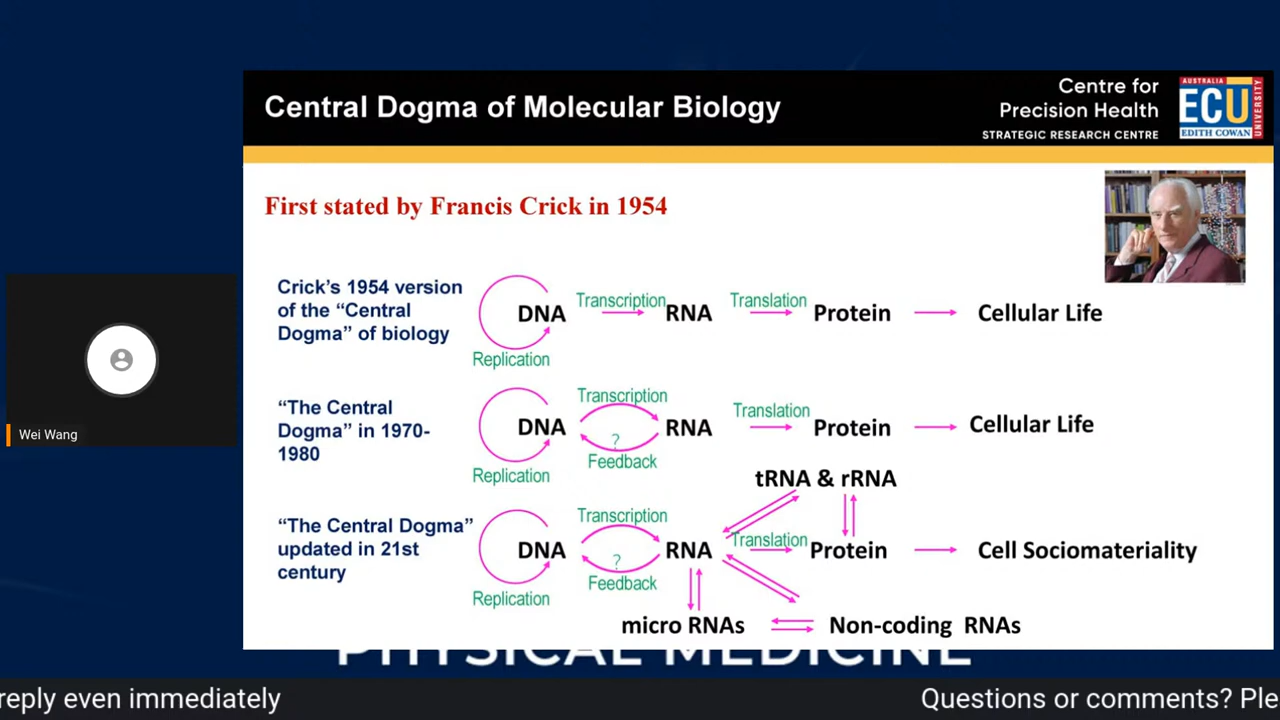 Central Dogma of Molecular Biology
Centre for
Precision Health
STRATEGIC RESEARCH CENTRE
AUSTRALIA
ECU
EDITH COWAN
UNIVERSITY
First stated by Francis Crick in 1954
Crick's 1954 version
of the "Central
Dogma" of biology
DNA
Transcription
RNA
Translation
Protein
Cellular Life
Replication
"The Central
Dogma" in 1970-
1980
DNA
Transcription
?
Feedback
RNA
Translation
Protein
Cellular Life
Replication
tRNA & rRNA
"The Central Dogma"
updated in 21st
century
DNA
Transcription
?
Feedback
RNA
Translation
Protein
Cell Sociomateriality
Replication
micro RNAs
Non-coding RNAs
Wei Wang
PHYSICAL MEDICINE
reply even immediately
Questions or comments? Ple